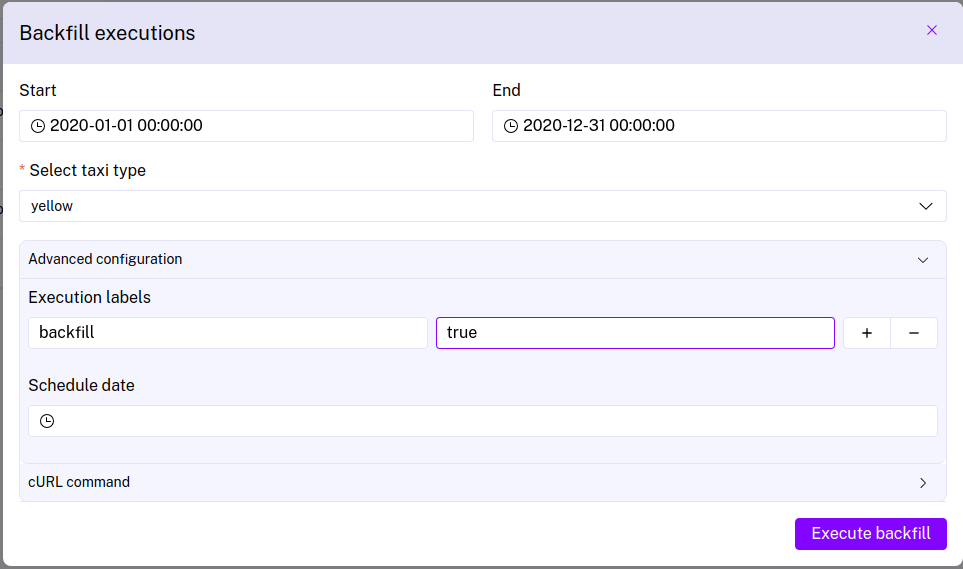 Backfill executions
Start
End
2020-01-01 00:00:00
2020-12-31 00:00:00
* Select taxi type
yellow
Advanced configuration
Execution labels
backfill
true
+
−
Schedule date
cURL command
Execute backfill